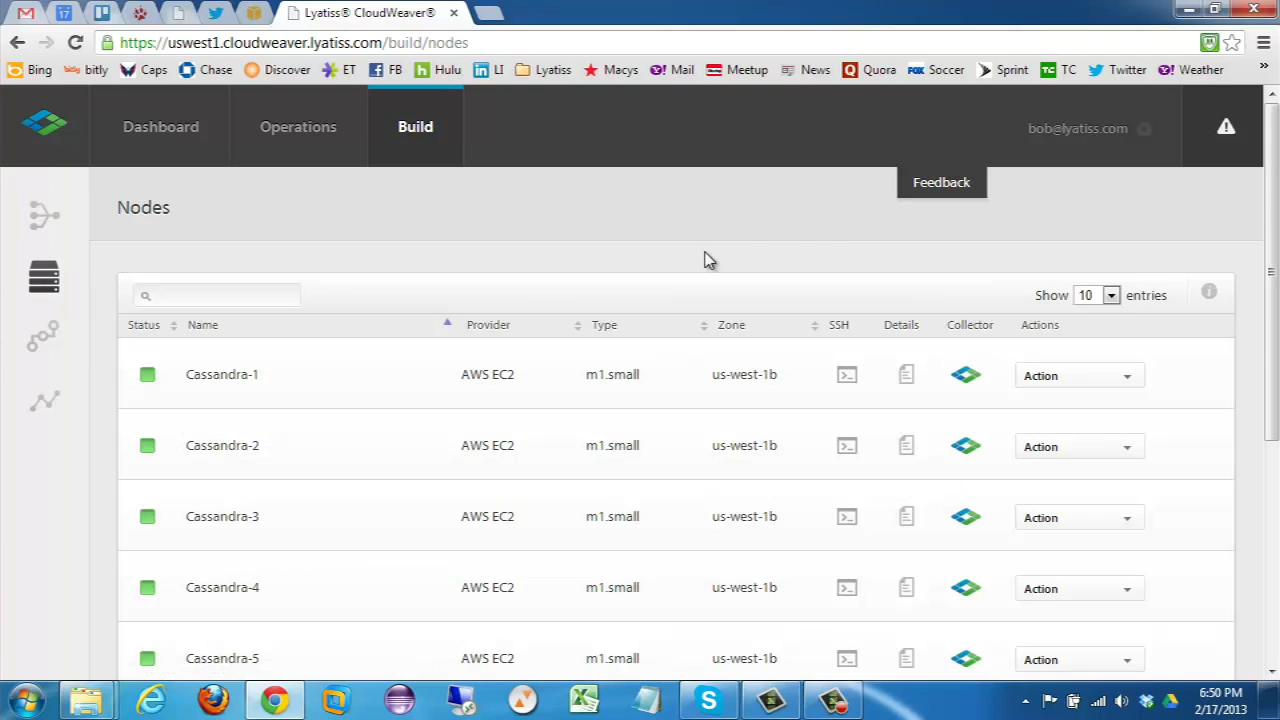 17
Lyatiss® CloudWeaver® ×
https://uswest1.cloudweaver.lyatiss.com/build/nodes
Bing bitly Caps Chase Discover ET FB Hulu LI Lyatiss Macys Mail Meetup News Quora FOX Soccer Sprint TC TC Twitter Weather »
Dashboard Operations Build bob@lyatiss.com
Feedback
Nodes
Show 10 entries
Status Name Provider Type Zone SSH Details Collector Actions
Cassandra-1 AWS EC2 m1.small us-west-1b Action
Cassandra-2 AWS EC2 m1.small us-west-1b Action
Cassandra-3 AWS EC2 m1.small us-west-1b Action
Cassandra-4 AWS EC2 m1.small us-west-1b Action
Cassandra-5 AWS EC2 m1.small us-west-1b Action
6:50 PM
2/17/2013